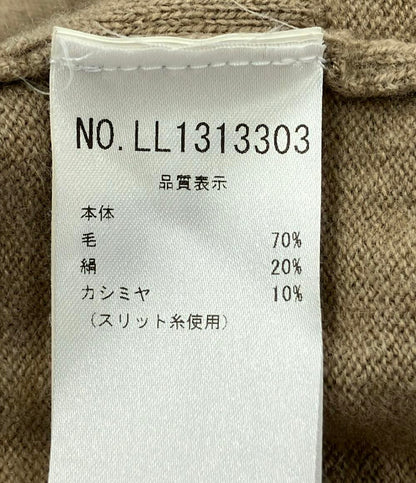 NO.LL1313303
品質表示
本体
毛 70%
絹 20%
カシミヤ 10%
(スリット糸使用)